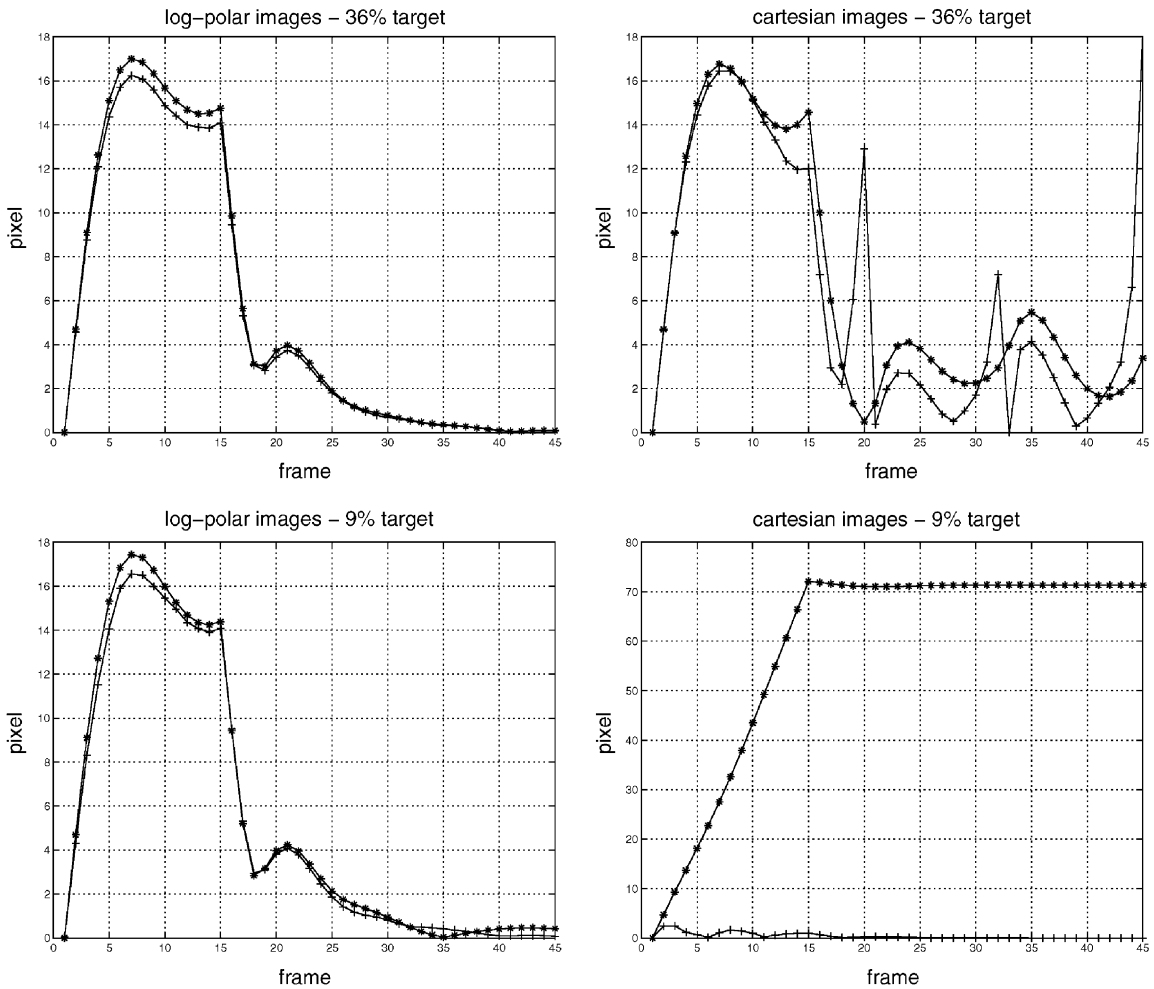 log–polar images – 36% target
18
16
14
12
10
8
6
4
2
0
pixel
0 5 10 15 20 25 30 35 40 45
frame
cartesian images – 36% target
18
16
14
12
10
8
6
4
2
0
pixel
0 5 10 15 20 25 30 35 40 45
frame
log–polar images – 9% target
18
16
14
12
10
8
6
4
2
0
pixel
0 5 10 15 20 25 30 35 40 45
frame
cartesian images – 9% target
80
70
60
50
40
30
20
10
0
pixel
0 5 10 15 20 25 30 35 40 45
frame